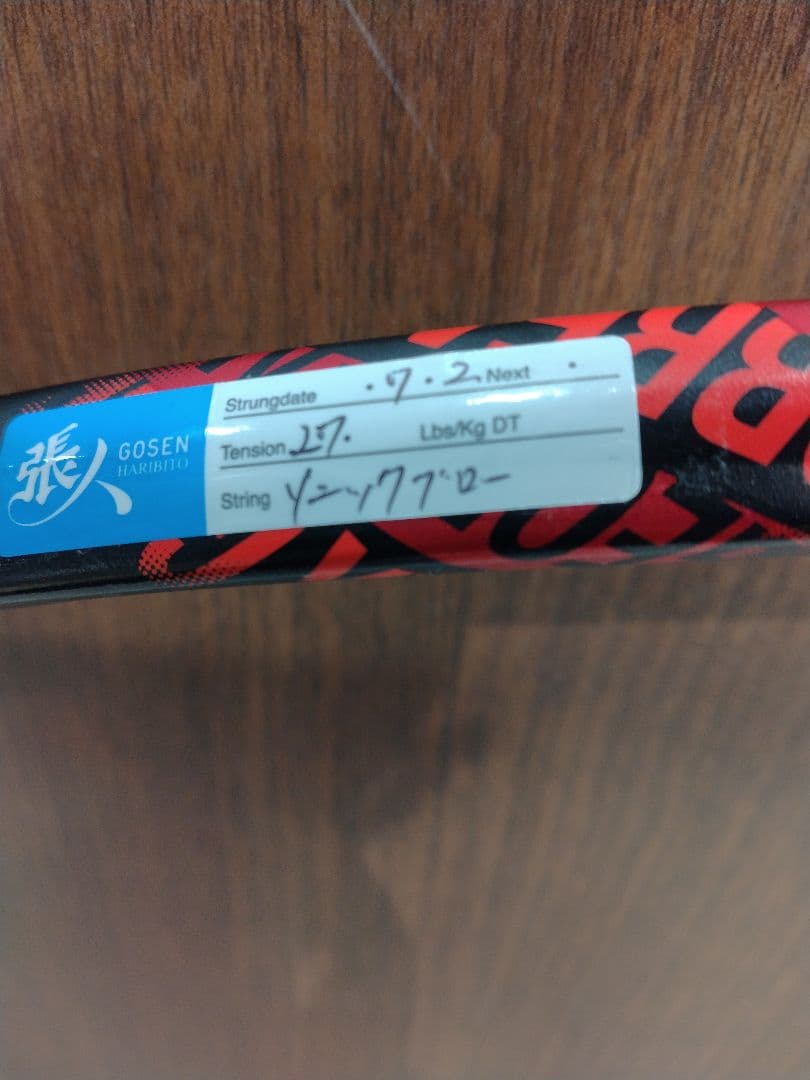 張人
GOSEN
HARIBITO
Strungdate .7.2 Next .
Tension 27. Lbs/Kg DT
String ソニックプロー